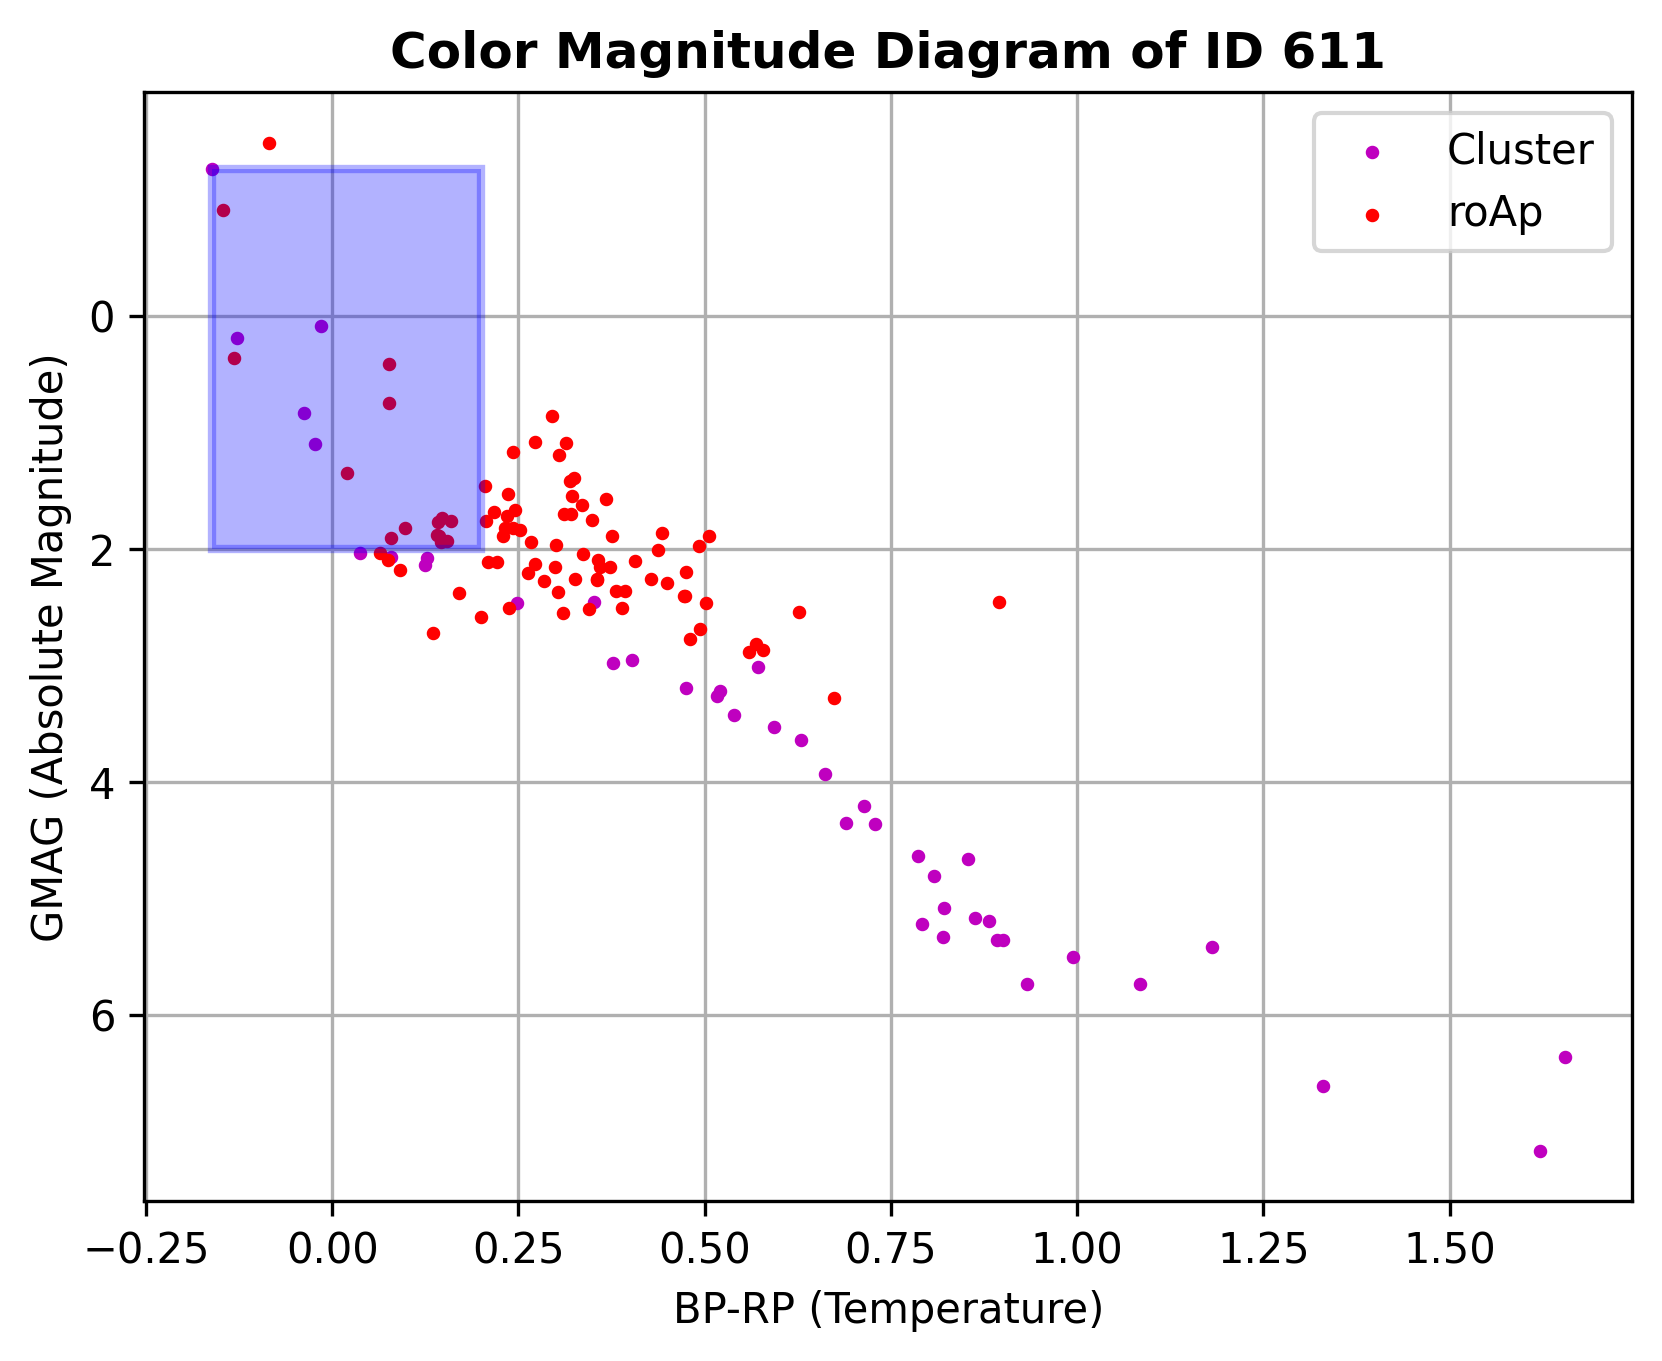 Color Magnitude Diagram of ID 611
Cluster
roAp
GMAG (Absolute Magnitude)
0
2
4
6
−0.25 0.00 0.25 0.50 0.75 1.00 1.25 1.50
BP-RP (Temperature)